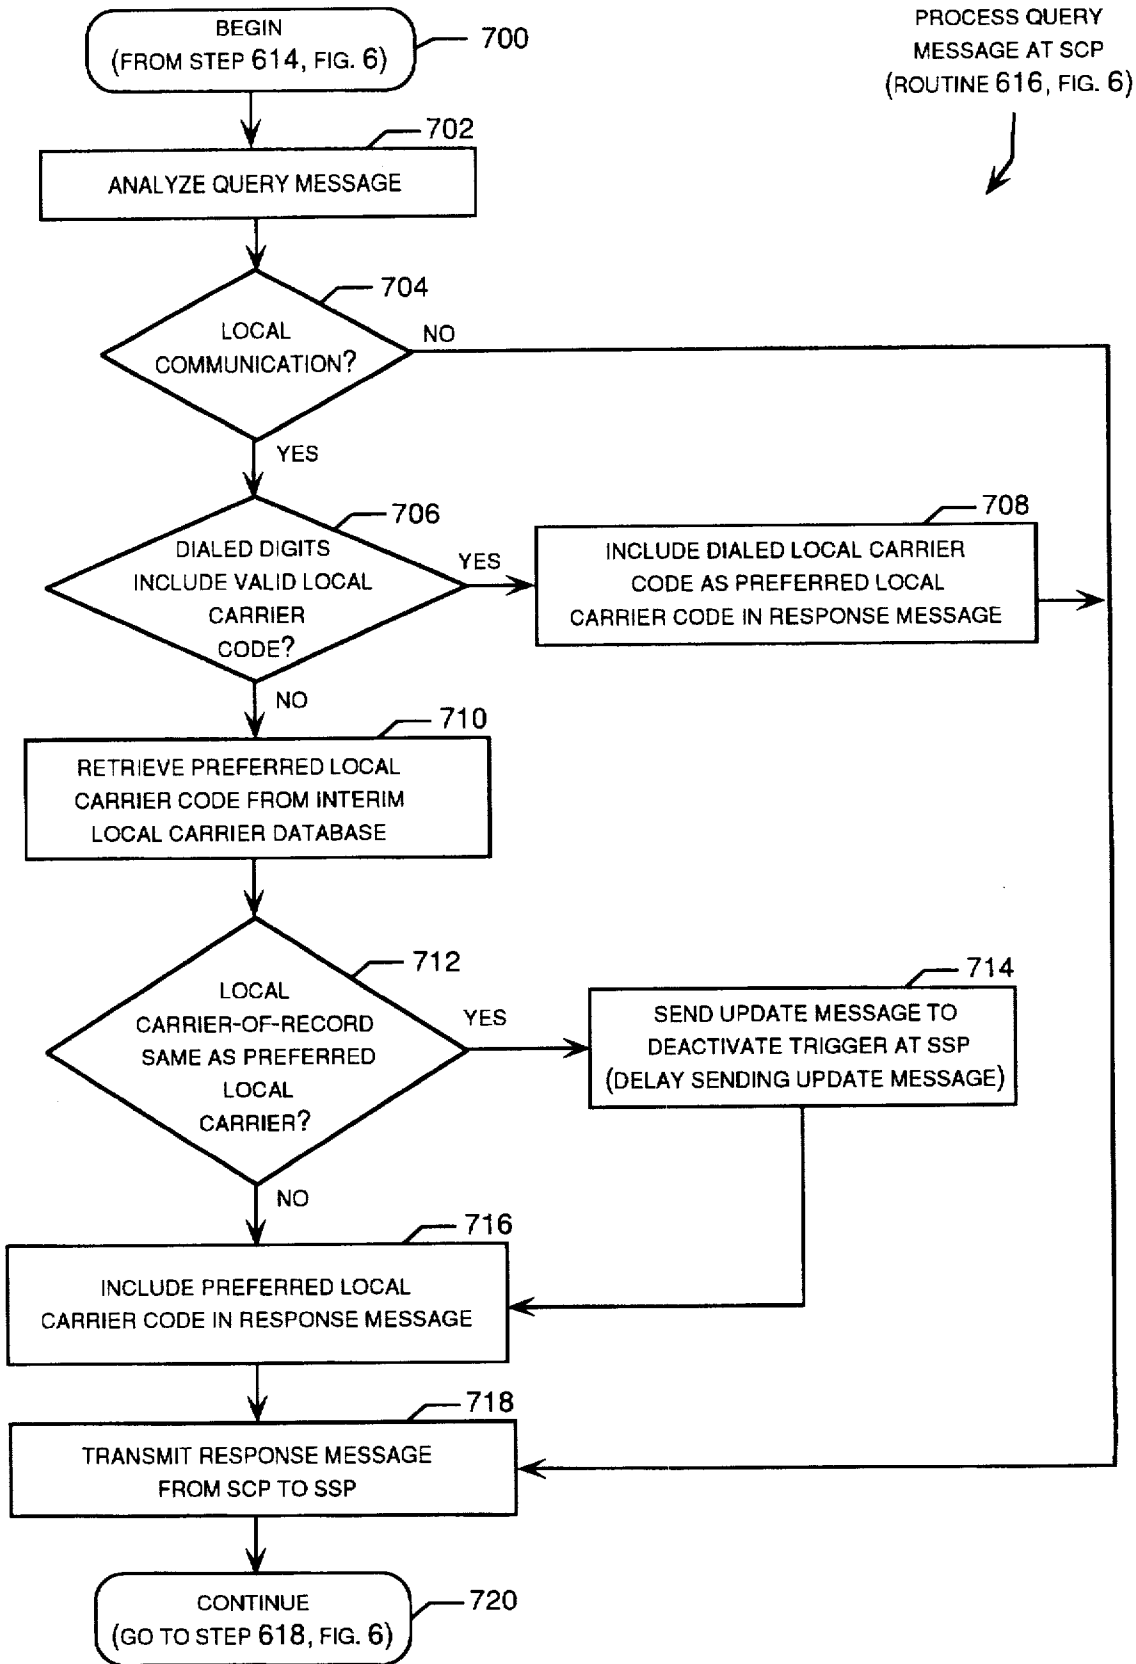 BEGIN
(FROM STEP 614, FIG. 6)
700
PROCESS QUERY
MESSAGE AT SCP
(ROUTINE 616, FIG. 6)
702
ANALYZE QUERY MESSAGE
704
LOCAL
COMMUNICATION?
NO
YES
706
DIALED DIGITS
INCLUDE VALID LOCAL
CARRIER
CODE?
YES
708
INCLUDE DIALED LOCAL CARRIER
CODE AS PREFERRED LOCAL
CARRIER CODE IN RESPONSE MESSAGE
NO
710
RETRIEVE PREFERRED LOCAL
CARRIER CODE FROM INTERIM
LOCAL CARRIER DATABASE
712
LOCAL
CARRIER-OF-RECORD
SAME AS PREFERRED
LOCAL
CARRIER?
YES
714
SEND UPDATE MESSAGE TO
DEACTIVATE TRIGGER AT SSP
(DELAY SENDING UPDATE MESSAGE)
NO
716
INCLUDE PREFERRED LOCAL
CARRIER CODE IN RESPONSE MESSAGE
718
TRANSMIT RESPONSE MESSAGE
FROM SCP TO SSP
CONTINUE
(GO TO STEP 618, FIG. 6)
720